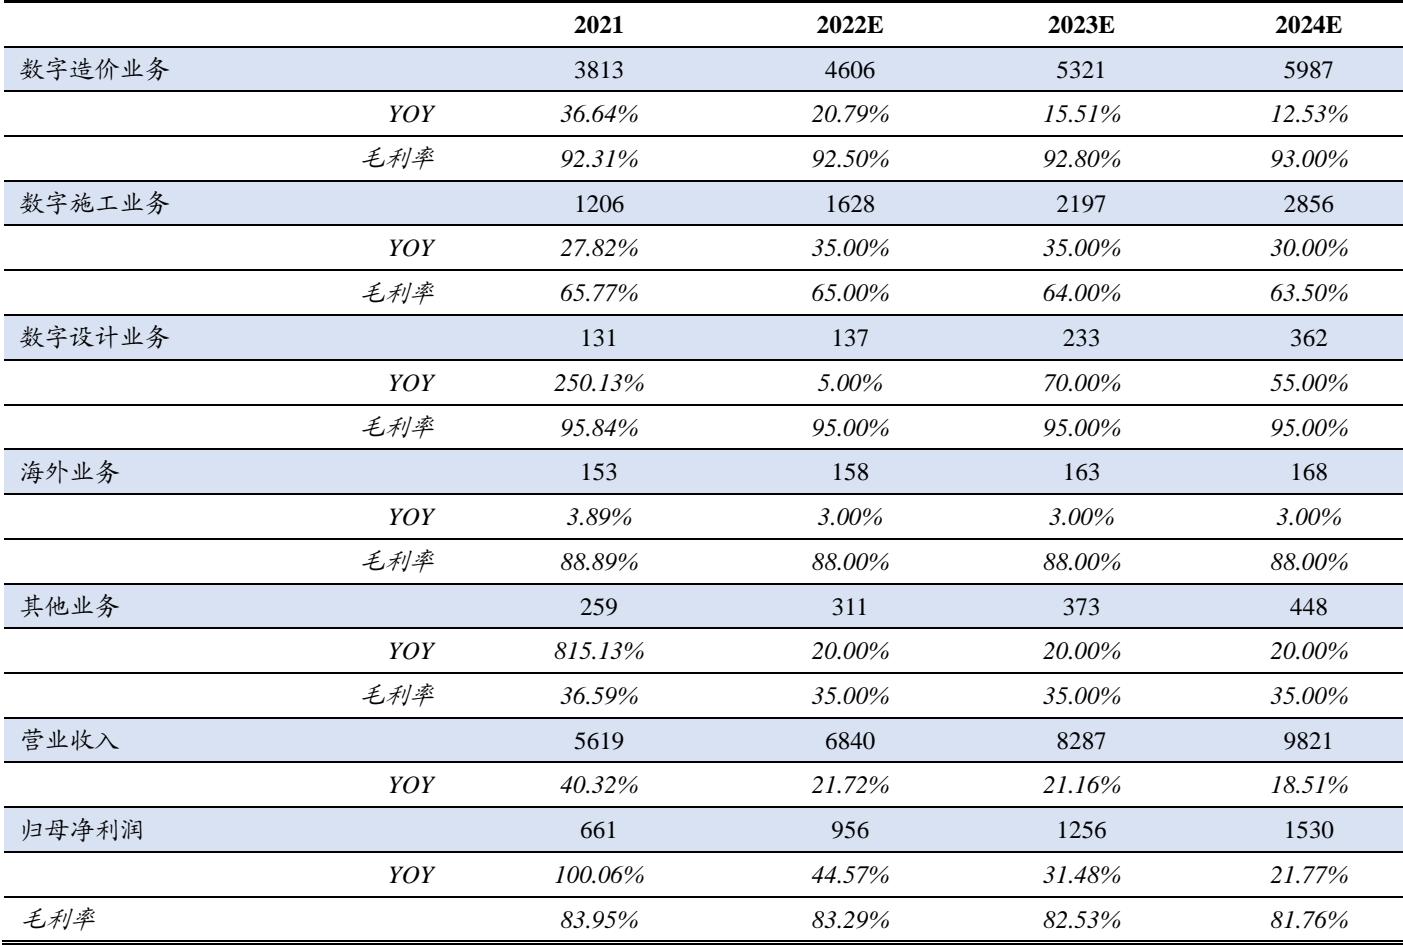 2021 2022E 2023E 2024E
数字造价业务 3813 4606 5321 5987
YOY 36.64% 20.79% 15.51% 12.53%
毛利率 92.31% 92.50% 92.80% 93.00%
数字施工业务 1206 1628 2197 2856
YOY 27.82% 35.00% 35.00% 30.00%
毛利率 65.77% 65.00% 64.00% 63.50%
数字设计业务 131 137 233 362
YOY 250.13% 5.00% 70.00% 55.00%
毛利率 95.84% 95.00% 95.00% 95.00%
海外业务 153 158 163 168
YOY 3.89% 3.00% 3.00% 3.00%
毛利率 88.89% 88.00% 88.00% 88.00%
其他业务 259 311 373 448
YOY 815.13% 20.00% 20.00% 20.00%
毛利率 36.59% 35.00% 35.00% 35.00%
营业收入 5619 6840 8287 9821
YOY 40.32% 21.72% 21.16% 18.51%
归母净利润 661 956 1256 1530
YOY 100.06% 44.57% 31.48% 21.77%
毛利率 83.95% 83.29% 82.53% 81.76%